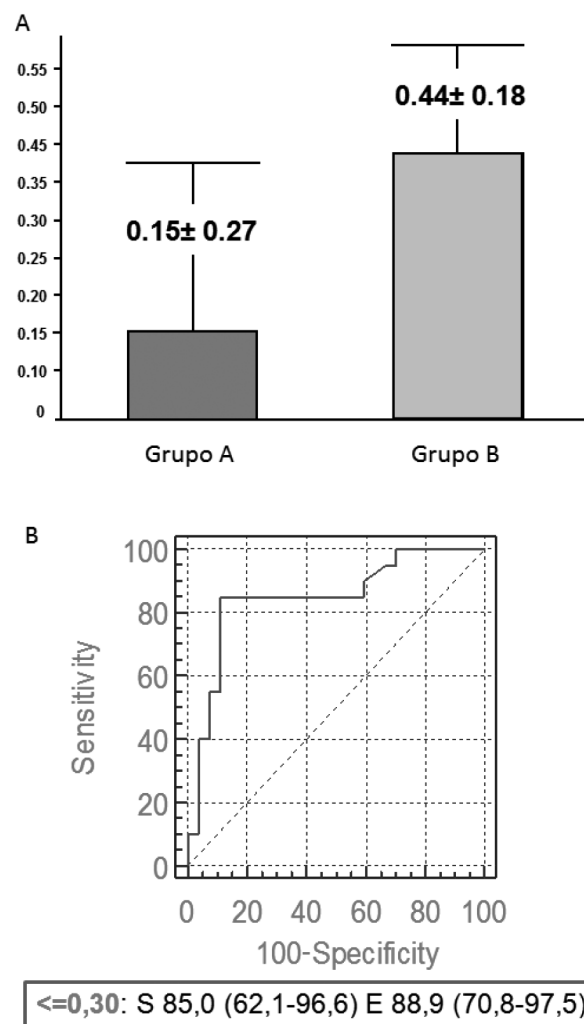 A
0.55
0.50
0.45
0.35
0.30
0.25
0.20
0.15
0.10
0
0.15± 0.27
0.44± 0.18
Grupo A
Grupo B
B
100
80
60
40
20
0
Sensitivity
0 20 40 60 80 100
100-Specificity
<=0,30: S 85,0 (62,1-96,6) E 88,9 (70,8-97,5)